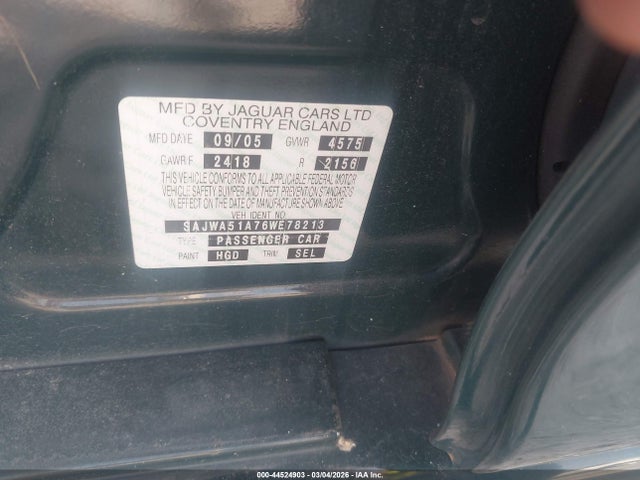 MFD BY JAGUAR CARS LTD
COVENTRY ENGLAND
MFD DATE 09/05 GVWR 4575
GAWR F 2418 R 2156
THIS VEHICLE CONFORMS TO ALL APPLICABLE FEDERAL MOTOR
VEHICLE SAFETY, BUMPER AND THEFT PREVENTION STANDARDS
IN EFFECT AT DATE OF MANUFACTURE SHOWN ABOVE
VEH IDENT NO.
SAJWA51A76WE78213
TYPE PASSENGER CAR
PAINT HGD TRIM SEL
000-44524903 - 03/04/2026 - IAA Inc.